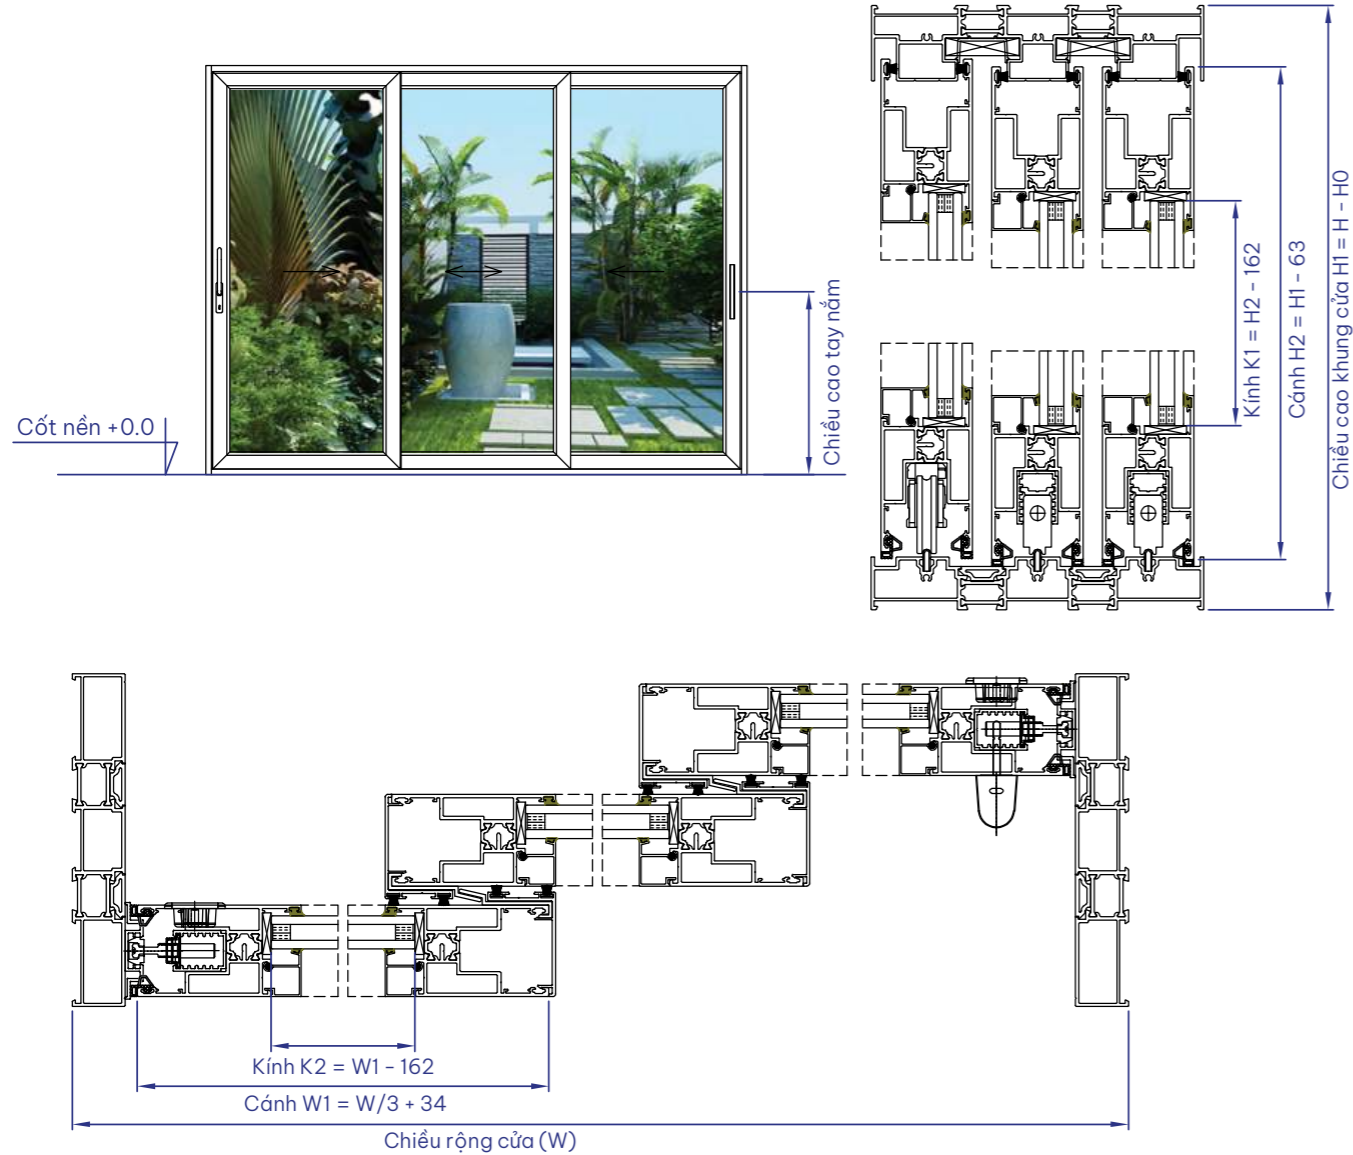 Cốt nền +0.0
Chiều cao tay nắm
Kính K1 = H2 - 162
Cánh H2 = H1 - 63
Chiều cao khung cửa H1 = H - H0
Kính K2 = W1 - 162
Cánh W1 = W/3 + 34
Chiều rộng cửa (W)